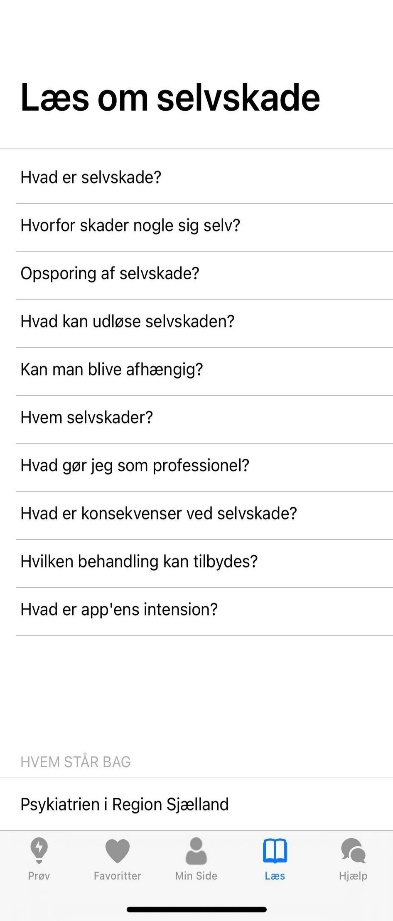 Læs om selvskade
Hvad er selvskade?
Hvorfor skader nogle sig selv?
Opsporing af selvskade?
Hvad kan udløse selvskaden?
Kan man blive afhængig?
Hvem selvskader?
Hvad gør jeg som professionel?
Hvad er konsekvenser ved selvskade?
Hvilken behandling kan tilbydes?
Hvad er app'ens intension?
HVEM STÅR BAG
Psykiatrien i Region Sjælland
Prøv Favoritter Min Side Læs Hjælp